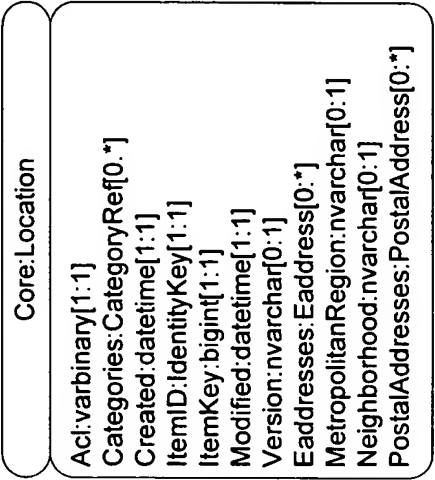 Core:Location
Acl:varbinary[1:1]
Categories:CategoryRef[0.*]
Created:datetime[1:1]
ItemID:IdentityKey[1:1]
ItemKey:bigint[1:1]
Modified:datetime[1:1]
Version:nvarchar[0:1]
Eaddresses:Eaddress[0:*]
MetropolitanRegion:nvarchar[0:1]
Neighborhood:nvarchar[0:1]
PostalAddresses:PostalAddress[0:*]